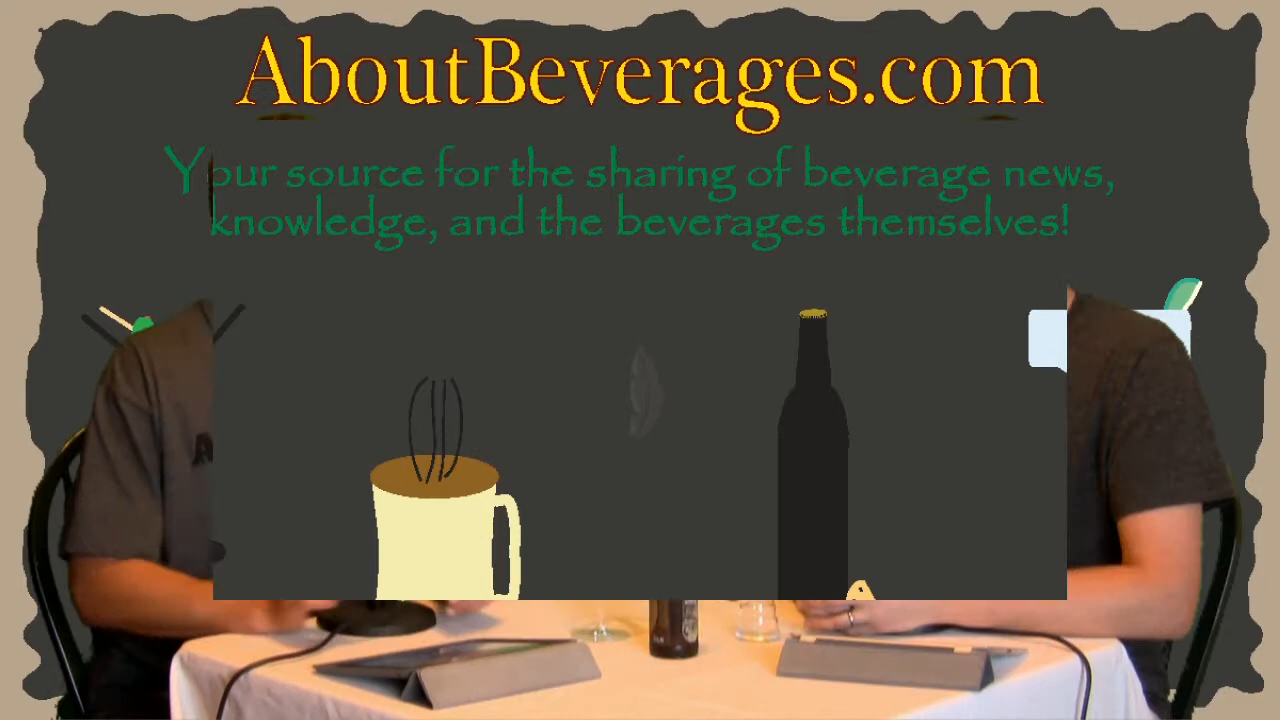 AboutBeverages.com
Your source for the sharing of beverage news,
knowledge, and the beverages themselves!